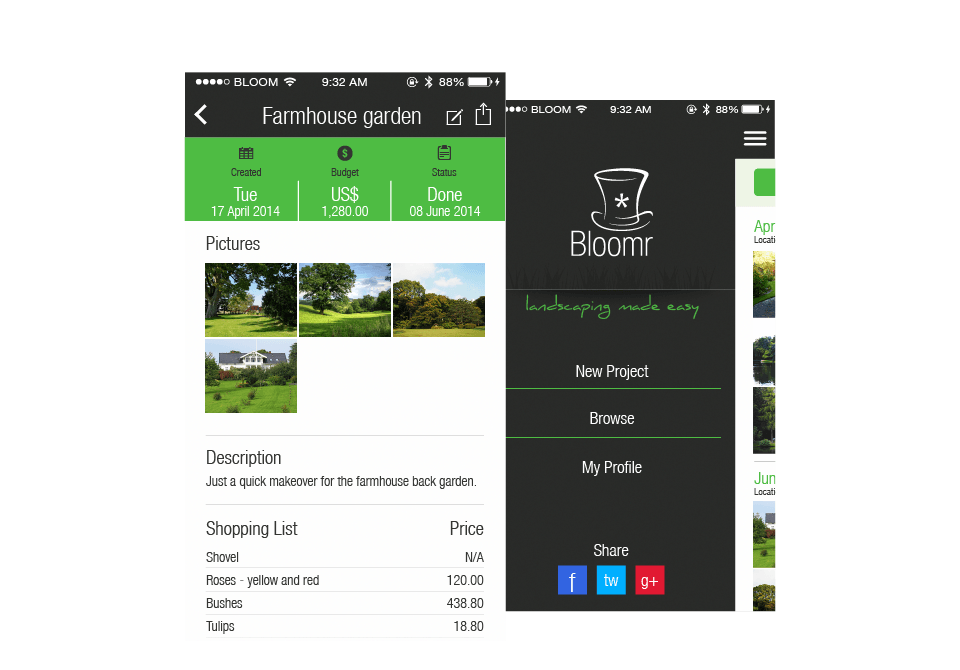 BLOOM 9:32 AM 88%
Farmhouse garden
Created Budget Status
Tue US$ Done
17 April 2014 1,280.00 08 June 2014
Pictures
Description
Just a quick makeover for the farmhouse back garden.
Shopping List Price
Shovel N/A
Roses - yellow and red 120.00
Bushes 438.80
Tulips 18.80
BLOOM 9:32 AM 88%
Bloomr
landscaping made easy
New Project
Browse
My Profile
Share
f tw g+
Apr
Locati
Jun
Locati